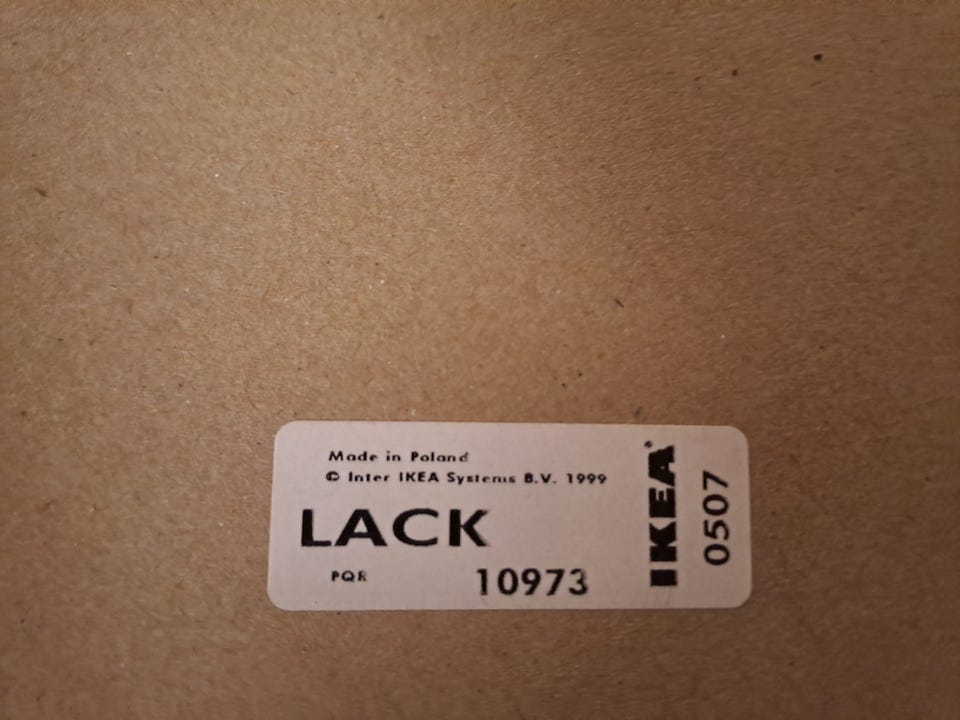 Made in Poland
© Inter IKEA Systems B.V. 1999
LACK
PQR
10973
IKEA®
0507